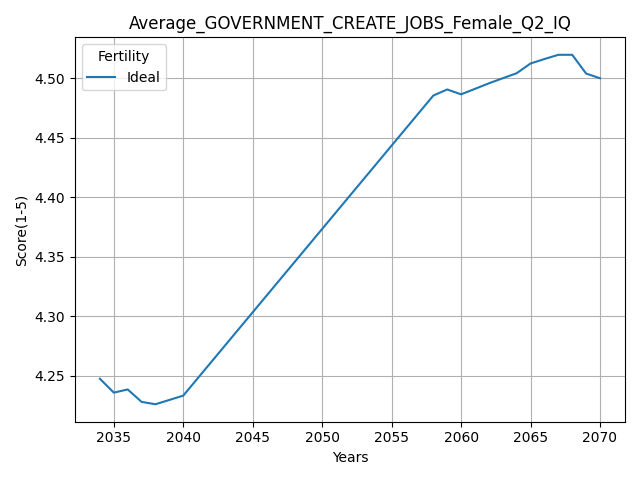 Average_GOVERNMENT_CREATE_JOBS_Female_Q2_IQ
Fertility
Ideal
4.50
4.45
4.40
4.35
4.30
4.25
Score(1-5)
2035 2040 2045 2050 2055 2060 2065 2070
Years